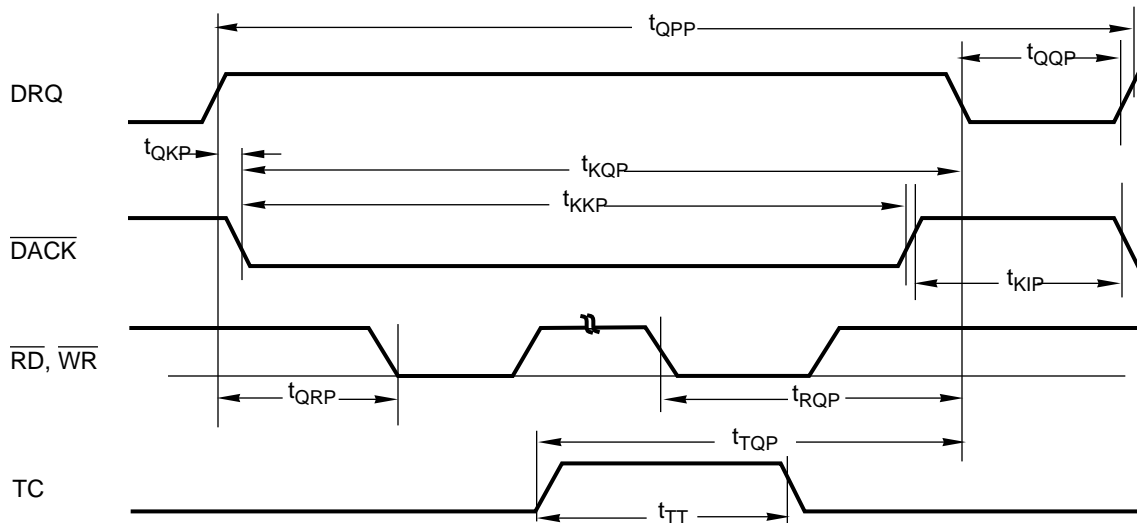 tQPP
tQQP
DRQ
tQKP
tKQP
tKKP
DACK
tKIP
RD, WR
tQRP
tRQP
tTQP
TC
tTT